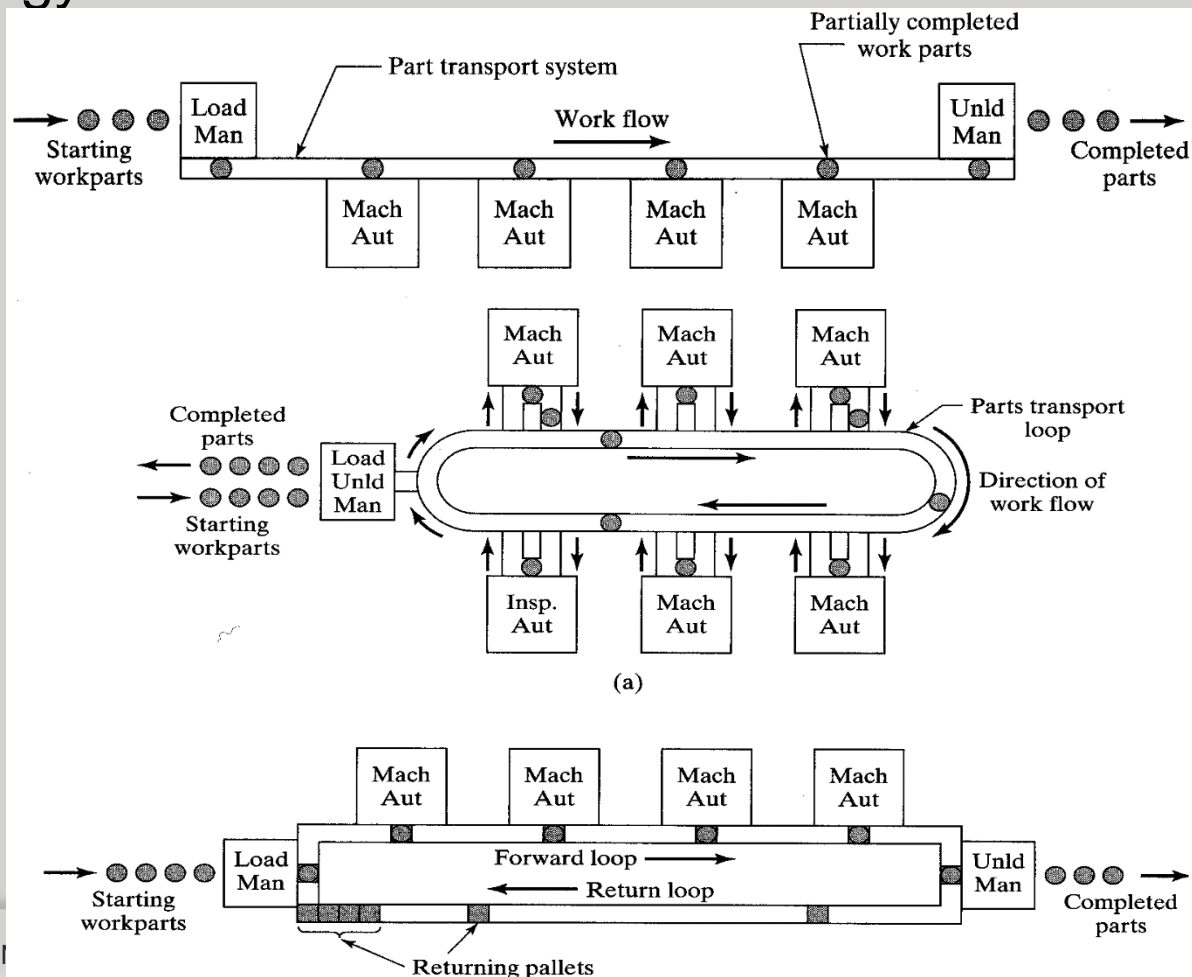 gy
Partially completed
work parts
Part transport system
Load
Man
Work flow
Unld
Man
Starting
workparts
Completed
parts
Mach
Aut
Mach
Aut
Mach
Aut
Mach
Aut
Mach
Aut
Mach
Aut
Mach
Aut
Completed
parts
Parts transport
loop
Load
Unld
Man
Direction of
work flow
Starting
workparts
Insp.
Aut
Mach
Aut
Mach
Aut
(a)
Mach
Aut
Mach
Aut
Mach
Aut
Mach
Aut
Load
Man
Forward loop
Unld
Man
Return loop
Starting
workparts
Completed
parts
Returning pallets